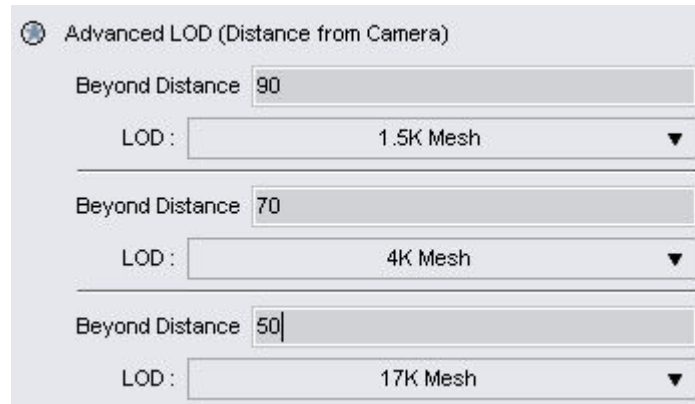 Advanced LOD (Distance from Camera)
Beyond Distance 90
LOD : 1.5K Mesh
Beyond Distance 70
LOD : 4K Mesh
Beyond Distance 50
LOD : 17K Mesh